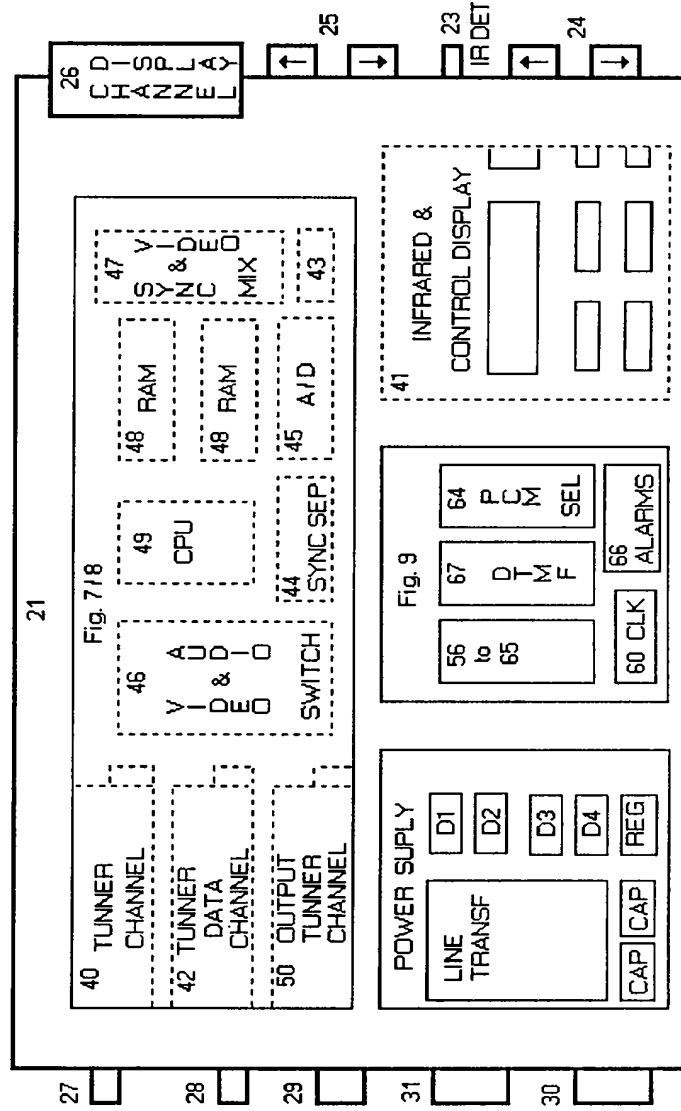 21
26
CHANNEL
DISPLAY
25
23
IR DET
24
27
28
29
31
30
Fig. 7/8
40 TUNNER
CHANNEL
42 TUNNER
DATA
CHANNEL
50 OUTPUT
TUNNER
CHANNEL
46
VIDEO
&
AUDIO
SWITCH
49
CPU
44
SYNC SEP
48 RAM
48 RAM
45 A/D
47
SYNC
&
VIDEO
MIX
43
POWER SUPLY
LINE
TRANSF
D1
D2
D3
D4
CAP
CAP
REG
Fig. 9
56
to
65
67
DTMF
64
PCM
SEL
60 CLK
66
ALARMS
41
INFRARED &
CONTROL DISPLAY